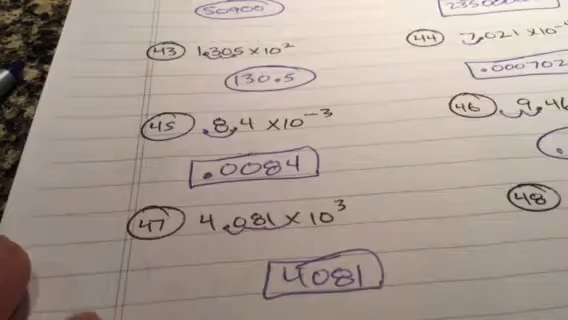 50900
43 1.305 x 10²
130.5
45 8.4 x 10⁻³
.0084
46 9.46
47 4.081 x 10³
4081
48
44 7.021 x 10⁻
.000702